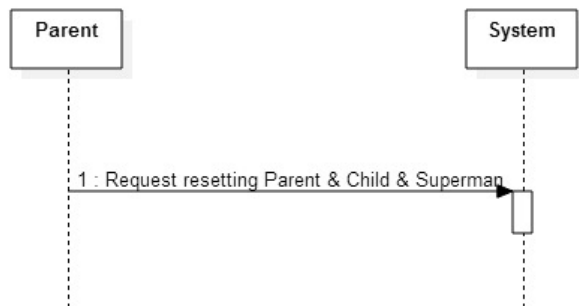 Parent
System
1 : Request resetting Parent & Child & Superman